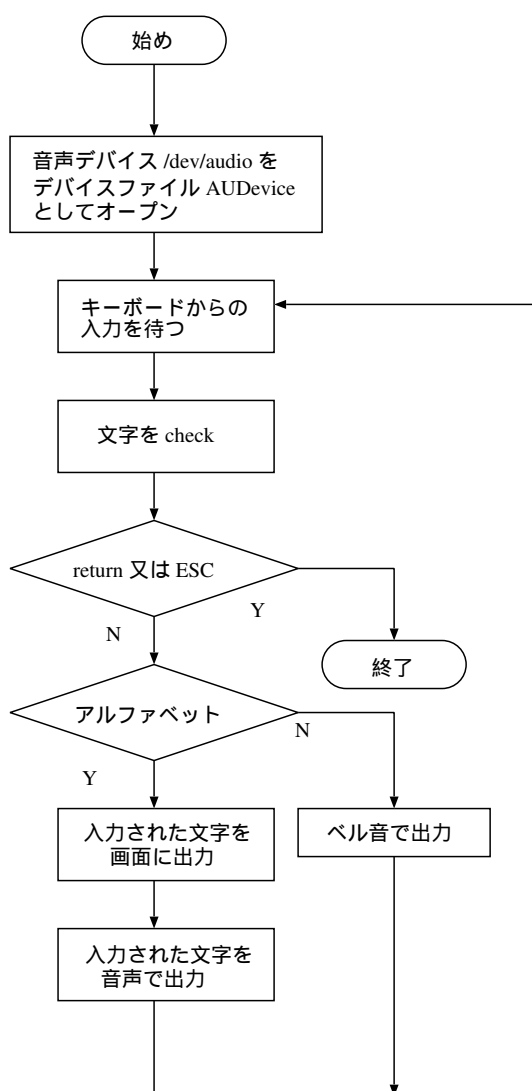 始め
音声デバイス /dev/audio を
デバイスファイル AUDevice
としてオープン
キーボードからの
入力を待つ
文字を check
return 又は ESC
Y
N
終了
アルファベット
N
Y
入力された文字を
画面に出力
ベル音で出力
入力された文字を
音声で出力